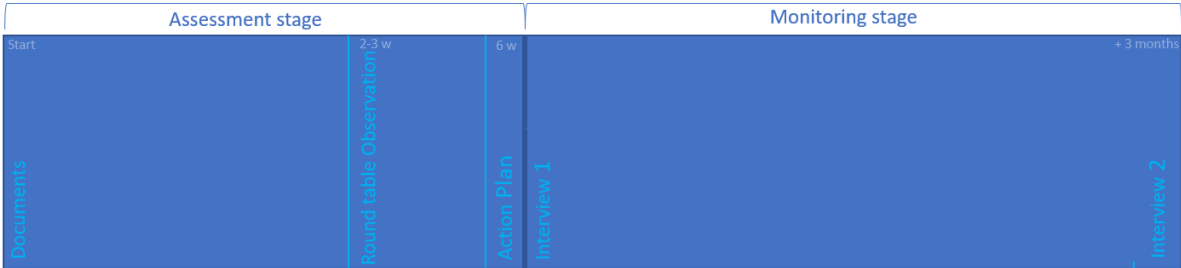 Assessment stage
Monitoring stage
Start
2-3 w
6 w
+ 3 months
Documents
Round table Observation
Action Plan
Interview 1
Interview 2